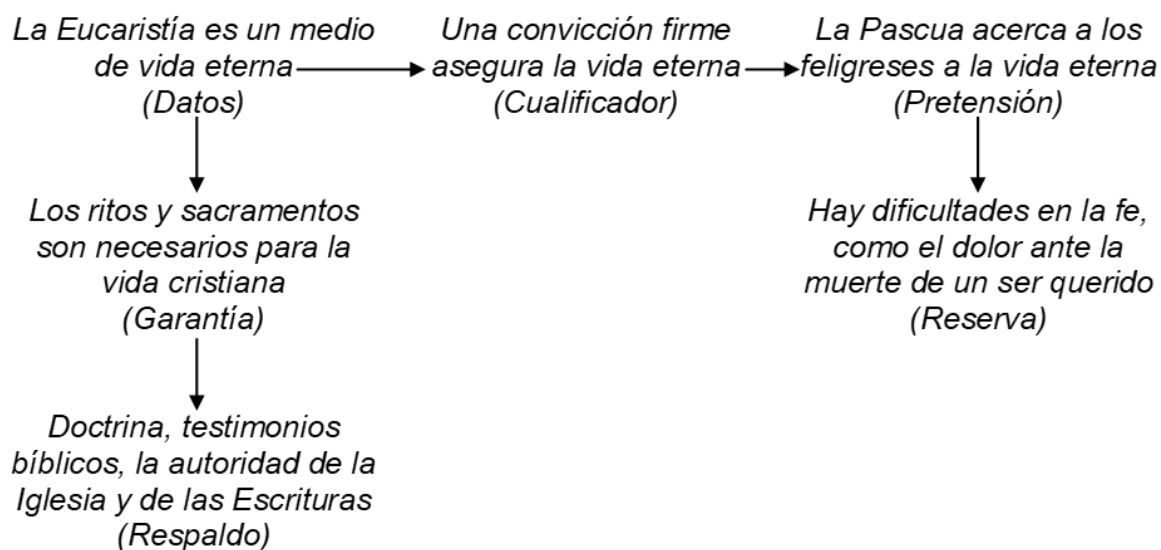 La Eucaristía es un medio
de vida eterna
(Datos)
Una convicción firme
asegura la vida eterna
(Cualificador)
La Pascua acerca a los
feligreses a la vida eterna
(Pretensión)
Los ritos y sacramentos
son necesarios para la
vida cristiana
(Garantía)
Hay dificultades en la fe,
como el dolor ante la
muerte de un ser querido
(Reserva)
Doctrina, testimonios
bíblicos, la autoridad de la
Iglesia y de las Escrituras
(Respaldo)